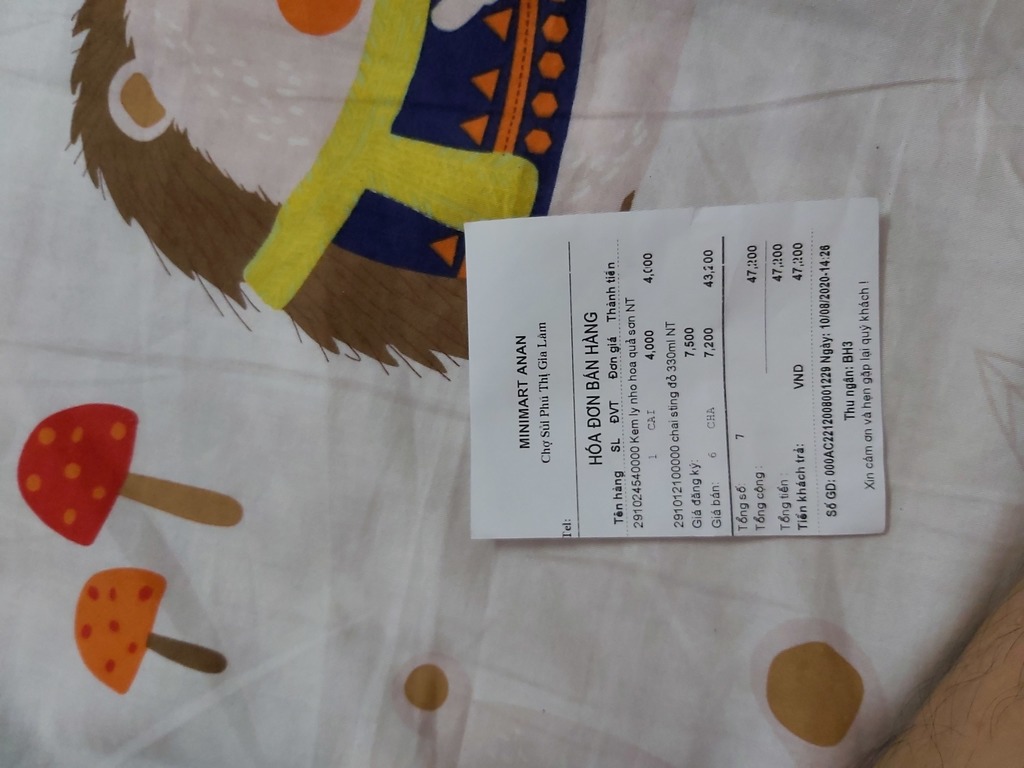 MINIMART ANAN
Chợ Sủi Phú Thị Gia Lâm
Tel:
HÓA ĐƠN BÁN HÀNG
Tên hàng SL ĐVT Đơn giá Thành tiền
291024540000 Kem ly nho hoa quả sơn NT
1 CAI 4,000 4,000
291012100000 chai sting đỏ 330ml NT
Giá đăng ký: 7,500
Giá bán: 6 CHA 7,200 43,200
Tổng số: 7
Tổng cộng : 47,200
Tổng tiền : 47,200
Tiền khách trả: VND 47,200
Số GD: 000AC2212008001229 Ngày: 10/08/2020-14:26
Thu ngân: BH3
Xin cảm ơn và hẹn gặp lại quý khách !